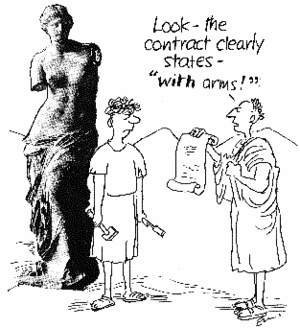 Look - the
contract clearly
states -
"with arms!"